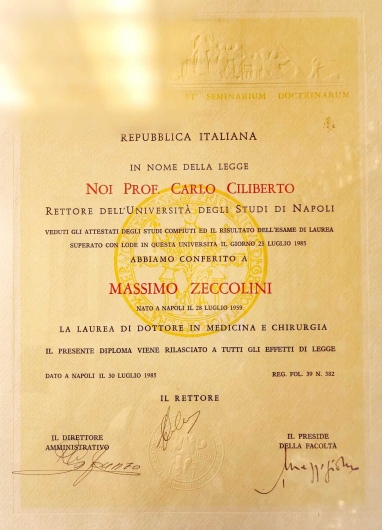 ET SEMINARIUM DOCTRINARUM
REPUBBLICA ITALIANA
IN NOME DELLA LEGGE
NOI PROF. CARLO CILIBERTO
RETTORE DELL'UNIVERSITÀ DEGLI STUDI DI NAPOLI
VEDUTI GLI ATTESTATI DEGLI STUDI COMPIUTI ED IL RISULTATO DELL'ESAME DI LAUREA
SUPERATO CON LODE IN QUESTA UNIVERSITÀ IL GIORNO 25 LUGLIO 1985
ABBIAMO CONFERITO A
MASSIMO ZECCOLINI
NATO A NAPOLI IL 28 LUGLIO 1959
LA LAUREA DI DOTTORE IN MEDICINA E CHIRURGIA
IL PRESENTE DIPLOMA VIENE RILASCIATO A TUTTI GLI EFFETTI DI LEGGE
DATO A NAPOLI IL 30 LUGLIO 1985 REG. FOL. 39 N. 382
IL RETTORE
IL DIRETTORE
AMMINISTRATIVO
IL PRESIDE
DELLA FACOLTÀ